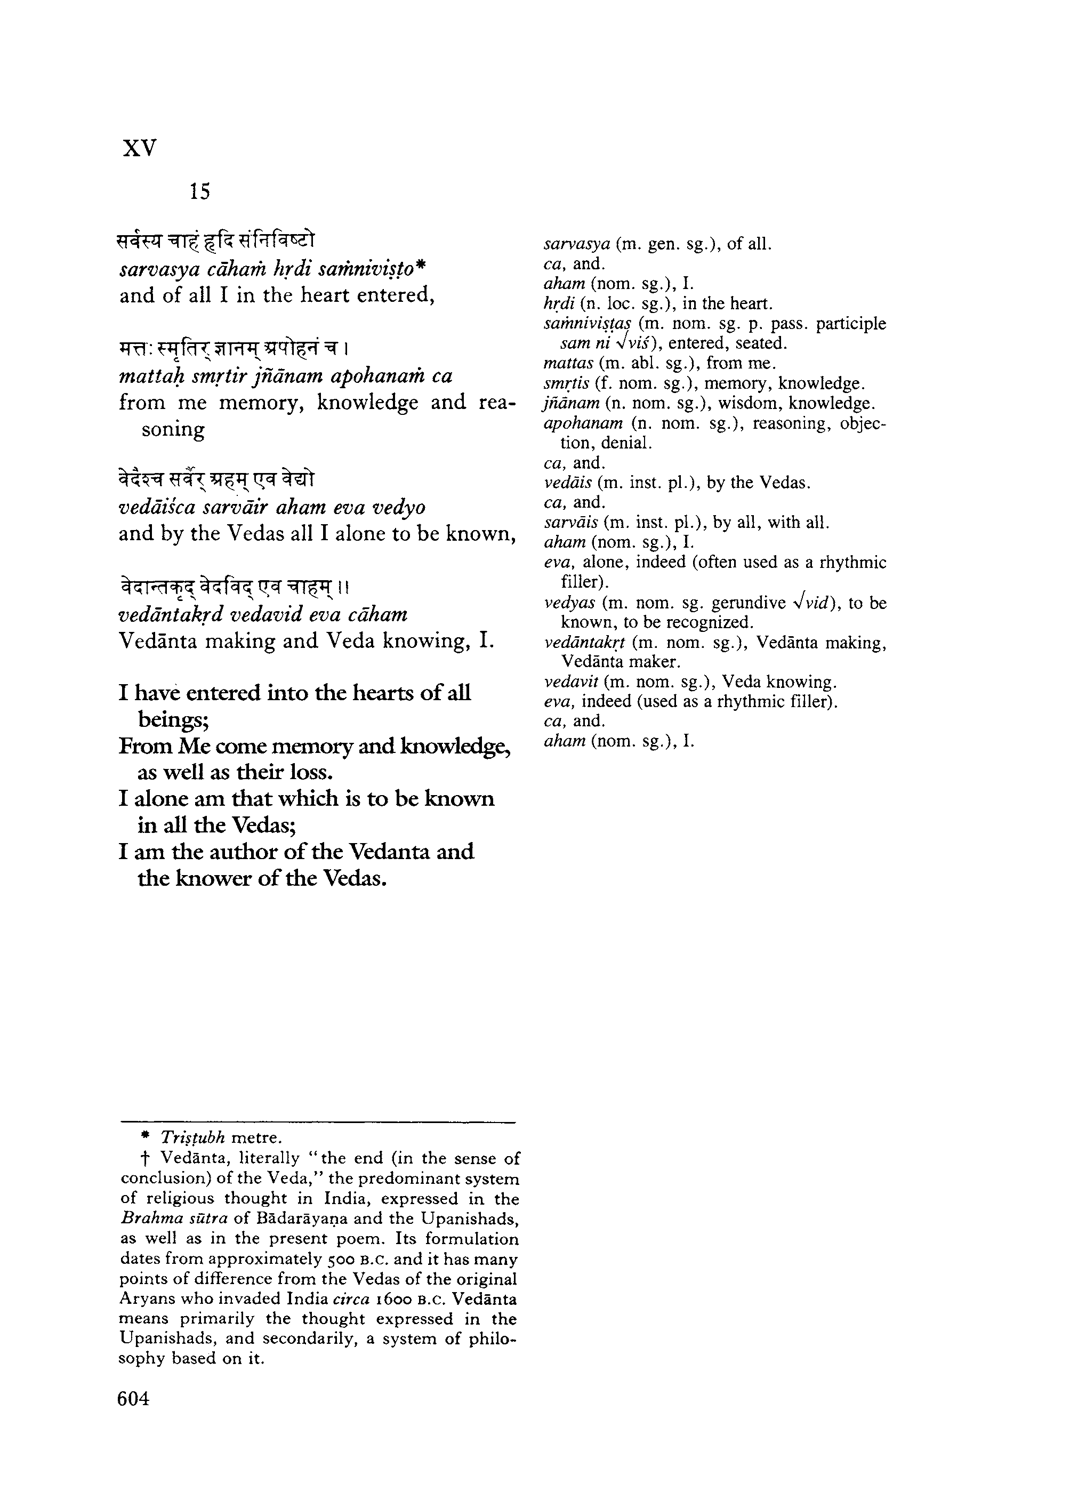 XV
15
सर्वस्य चाहं हृदि संनिविष्टो
sarvasya cāhaṁ hṛdi saṁniviṣṭo*
and of all I in the heart entered,
मत्तः स्मृतिर् ज्ञानम् अपोहनं च ।
mattaḥ smṛtir jñānam apohanaṁ ca
from me memory, knowledge and rea-
soning
वेदैश्च सर्वैर् अहम् एव वेद्यो
vedāiśca sarvāir aham eva vedyo
and by the Vedas all I alone to be known,
वेदान्तकृद् वेदविद् एव चाहम् ॥
vedāntakṛd vedavid eva cāham
Vedānta making and Veda knowing, I.
I have entered into the hearts of all
beings;
From Me come memory and knowledge,
as well as their loss.
I alone am that which is to be known
in all the Vedas;
I am the author of the Vedanta and
the knower of the Vedas.
sarvasya (m. gen. sg.), of all.
ca, and.
aham (nom. sg.), I.
hṛdi (n. loc. sg.), in the heart.
saṁniviṣṭas (m. nom. sg. p. pass. participle
sam ni √viś), entered, seated.
mattas (m. abl. sg.), from me.
smṛtis (f. nom. sg.), memory, knowledge.
jñānam (n. nom. sg.), wisdom, knowledge.
apohanam (n. nom. sg.), reasoning, objec-
tion, denial.
ca, and.
vedāis (m. inst. pl.), by the Vedas.
ca, and.
sarvāis (m. inst. pl.), by all, with all.
aham (nom. sg.), I.
eva, alone, indeed (often used as a rhythmic
filler).
vedyas (m. nom. sg. gerundive √vid), to be
known, to be recognized.
vedāntakṛt (m. nom. sg.), Vedānta making,
Vedānta maker.
vedavit (m. nom. sg.), Veda knowing.
eva, indeed (used as a rhythmic filler).
ca, and.
aham (nom. sg.), I.
* Triṣṭubh metre.
† Vedānta, literally “the end (in the sense of
conclusion) of the Veda,” the predominant system
of religious thought in India, expressed in the
Brahma sūtra of Bādarāyaṇa and the Upanishads,
as well as in the present poem. Its formulation
dates from approximately 500 B.C. and it has many
points of difference from the Vedas of the original
Aryans who invaded India circa 1600 B.C. Vedānta
means primarily the thought expressed in the
Upanishads, and secondarily, a system of philo-
sophy based on it.
604